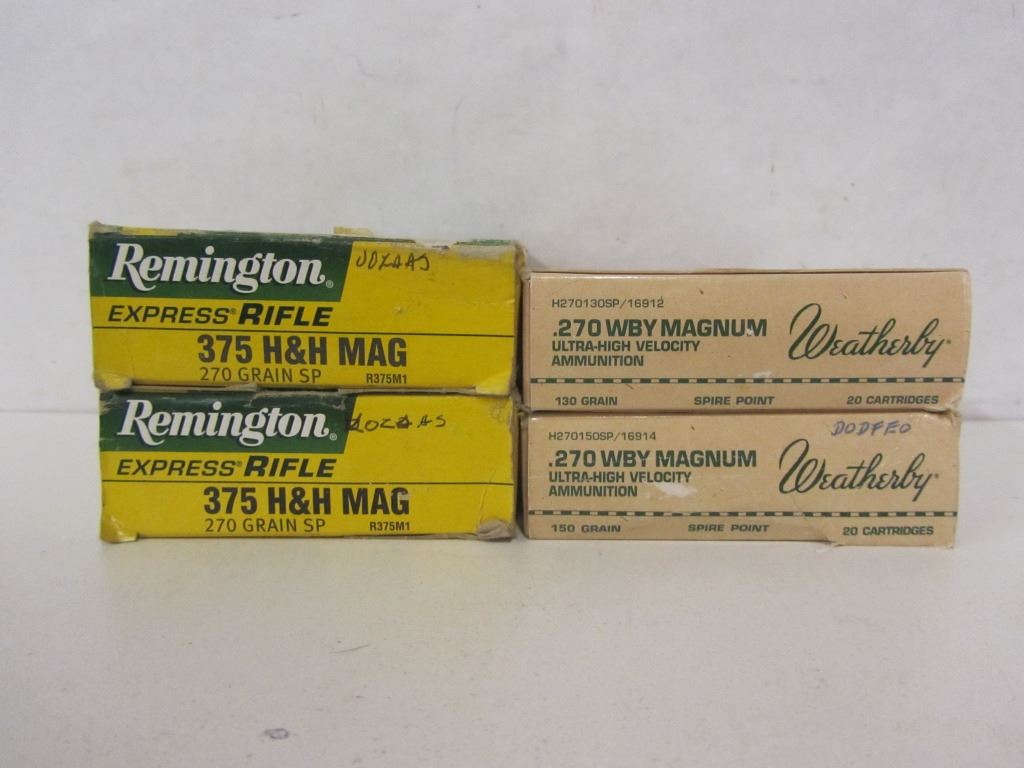 Remington®
EXPRESS® RIFLE
375 H&H MAG
270 GRAIN SP R375M1
Remington®
EXPRESS® RIFLE
375 H&H MAG
270 GRAIN SP R375M1
H270130SP/16912
.270 WBY MAGNUM
ULTRA-HIGH VELOCITY
AMMUNITION
Weatherby®
130 GRAIN SPIRE POINT 20 CARTRIDGES
DODFEO
H270150SP/16914
.270 WBY MAGNUM
ULTRA-HIGH VELOCITY
AMMUNITION
Weatherby®
150 GRAIN SPIRE POINT 20 CARTRIDGES